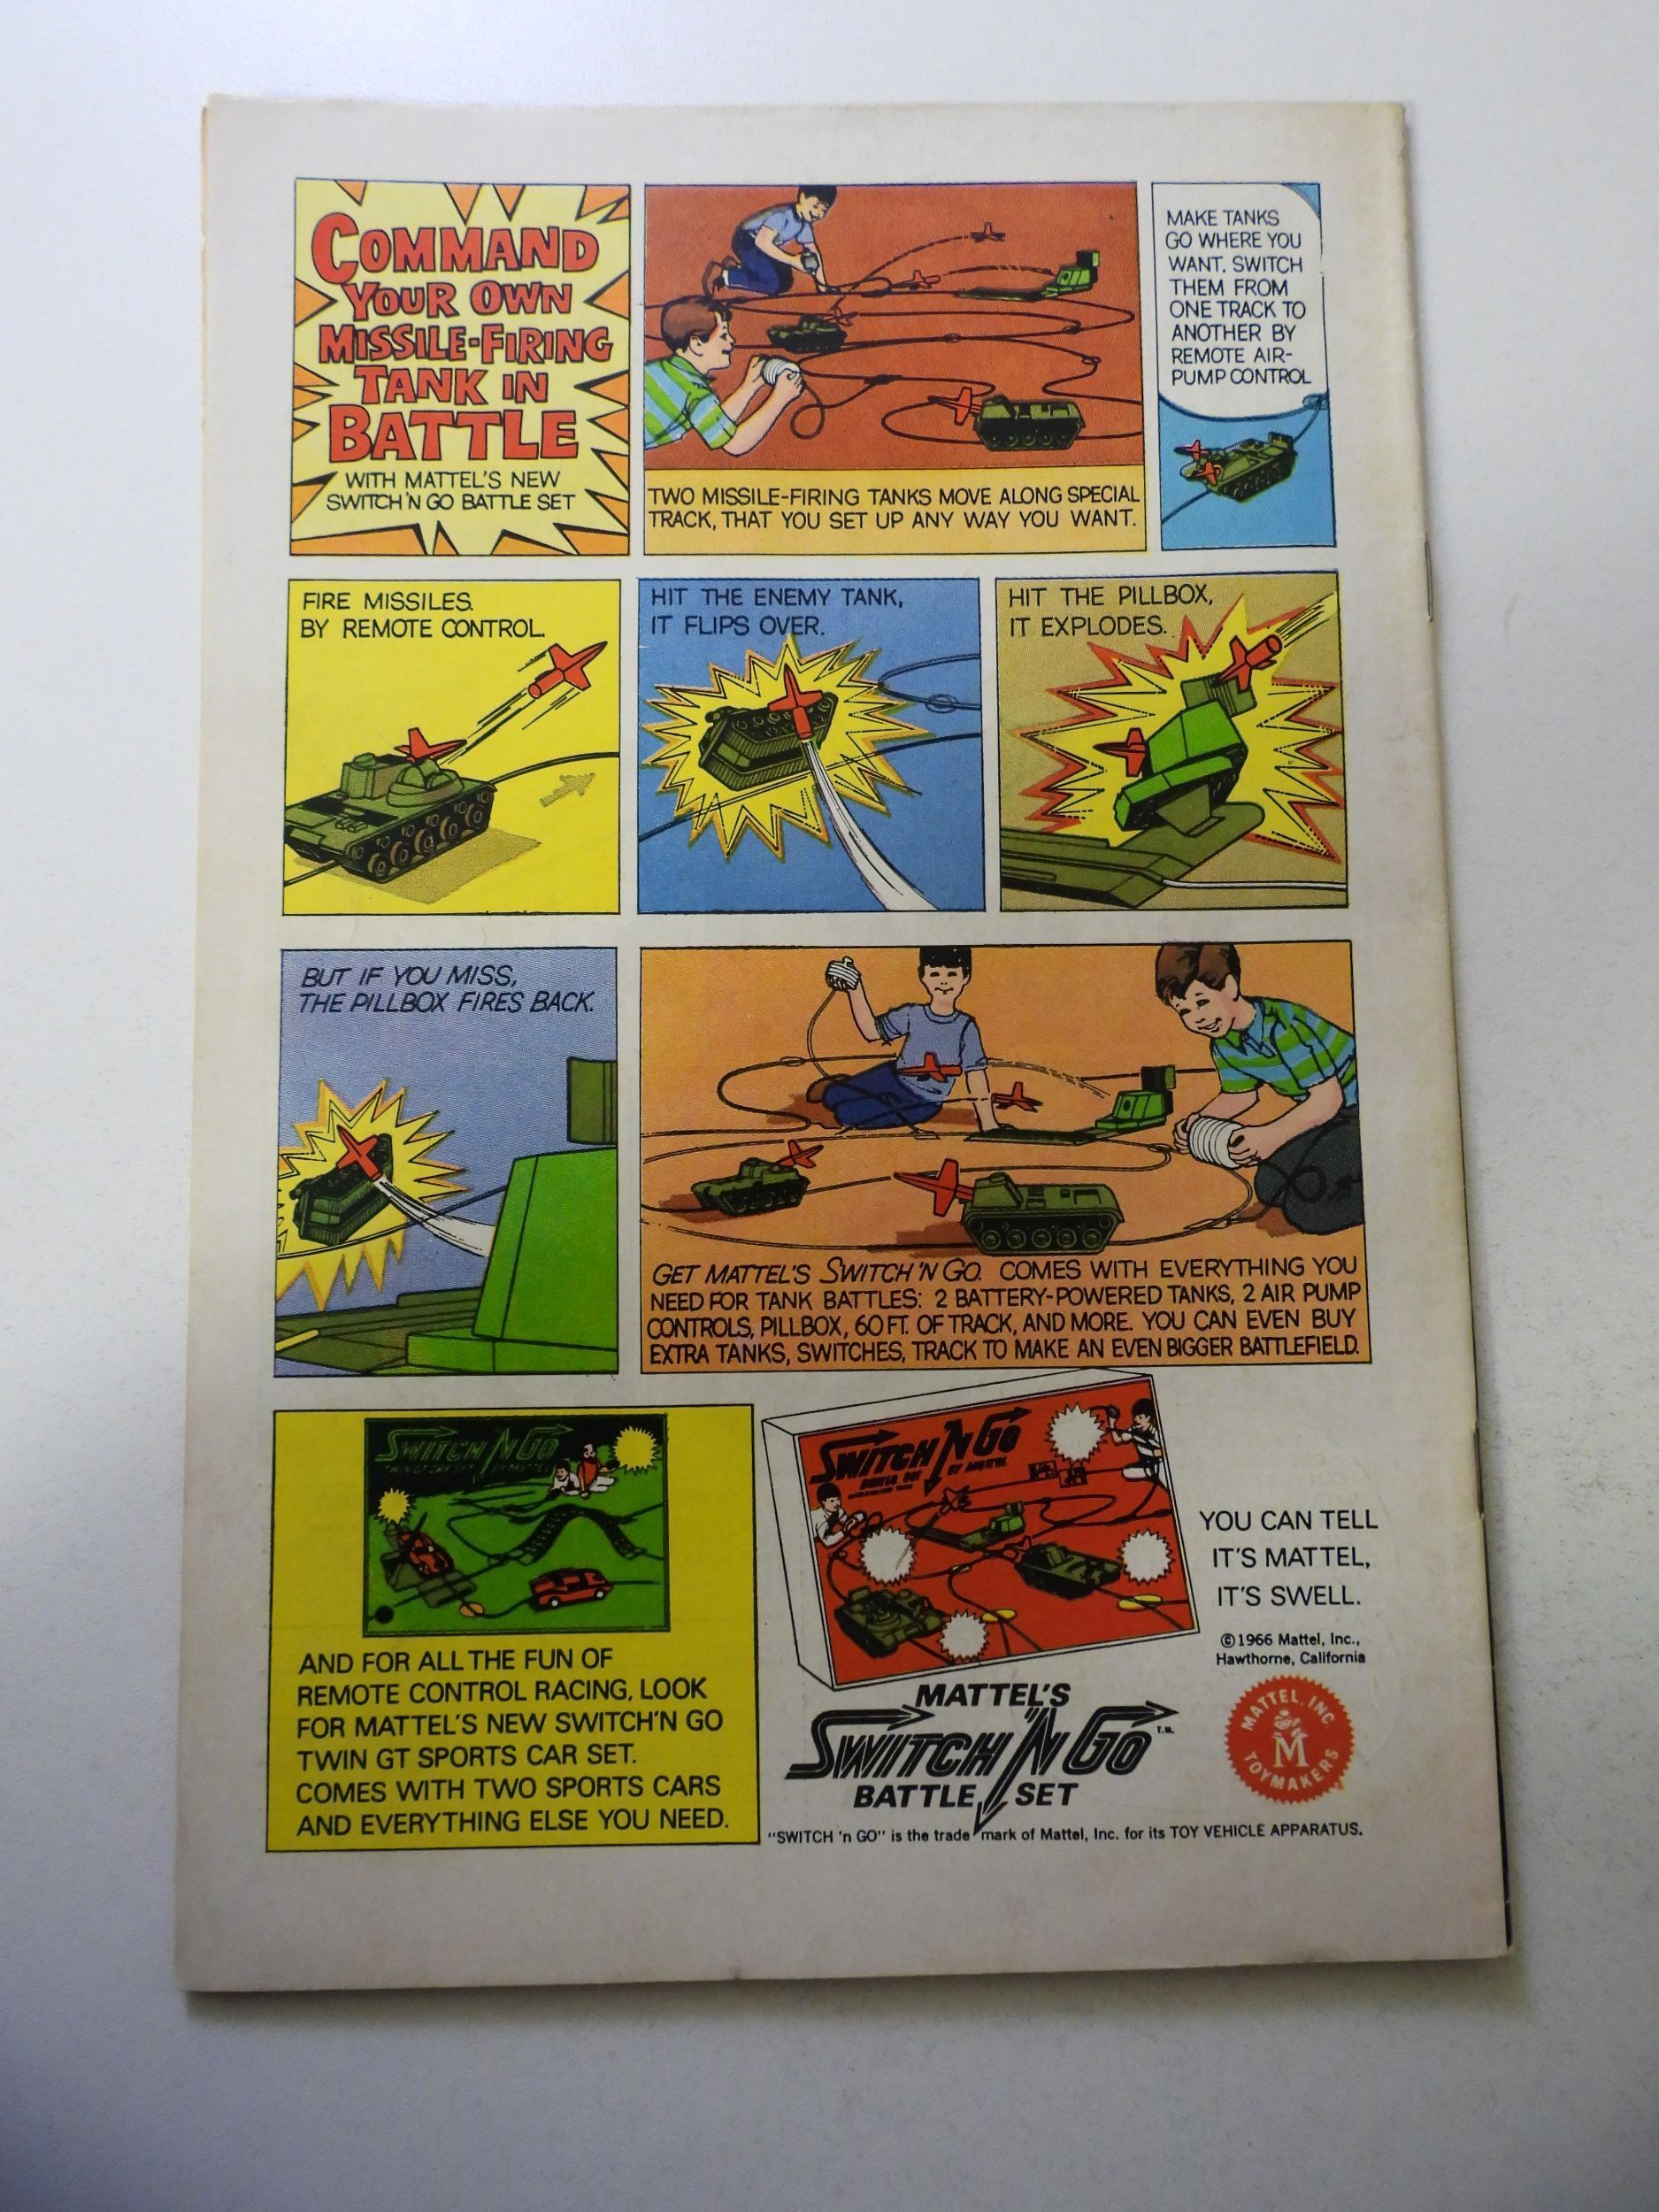 COMMAND
YOUR OWN
MISSILE-FIRING
TANK IN
BATTLE
WITH MATTEL'S NEW
SWITCH 'N GO BATTLE SET
TWO MISSILE-FIRING TANKS MOVE ALONG SPECIAL
TRACK, THAT YOU SET UP ANY WAY YOU WANT.
MAKE TANKS
GO WHERE YOU
WANT. SWITCH
THEM FROM
ONE TRACK TO
ANOTHER BY
REMOTE AIR-
PUMP CONTROL
FIRE MISSILES.
BY REMOTE CONTROL.
HIT THE ENEMY TANK,
IT FLIPS OVER.
HIT THE PILLBOX,
IT EXPLODES.
BUT IF YOU MISS,
THE PILLBOX FIRES BACK.
GET MATTEL'S SWITCH 'N GO. COMES WITH EVERYTHING YOU
NEED FOR TANK BATTLES: 2 BATTERY-POWERED TANKS, 2 AIR PUMP
CONTROLS, PILLBOX, 60 FT. OF TRACK, AND MORE. YOU CAN EVEN BUY
EXTRA TANKS, SWITCHES, TRACK TO MAKE AN EVEN BIGGER BATTLEFIELD.
SWITCH 'N GO
AND FOR ALL THE FUN OF
REMOTE CONTROL RACING, LOOK
FOR MATTEL'S NEW SWITCH 'N GO
TWIN GT SPORTS CAR SET.
COMES WITH TWO SPORTS CARS
AND EVERYTHING ELSE YOU NEED.
SWITCH 'N GO
BATTLE SET BY MATTEL
YOU CAN TELL
IT'S MATTEL,
IT'S SWELL.
©1966 Mattel, Inc.,
Hawthorne, California
MATTEL'S
SWITCH 'N GO T.M.
BATTLE SET
MATTEL, INC.
M
TOYMAKERS
"SWITCH 'n GO" is the trade mark of Mattel, Inc. for its TOY VEHICLE APPARATUS.